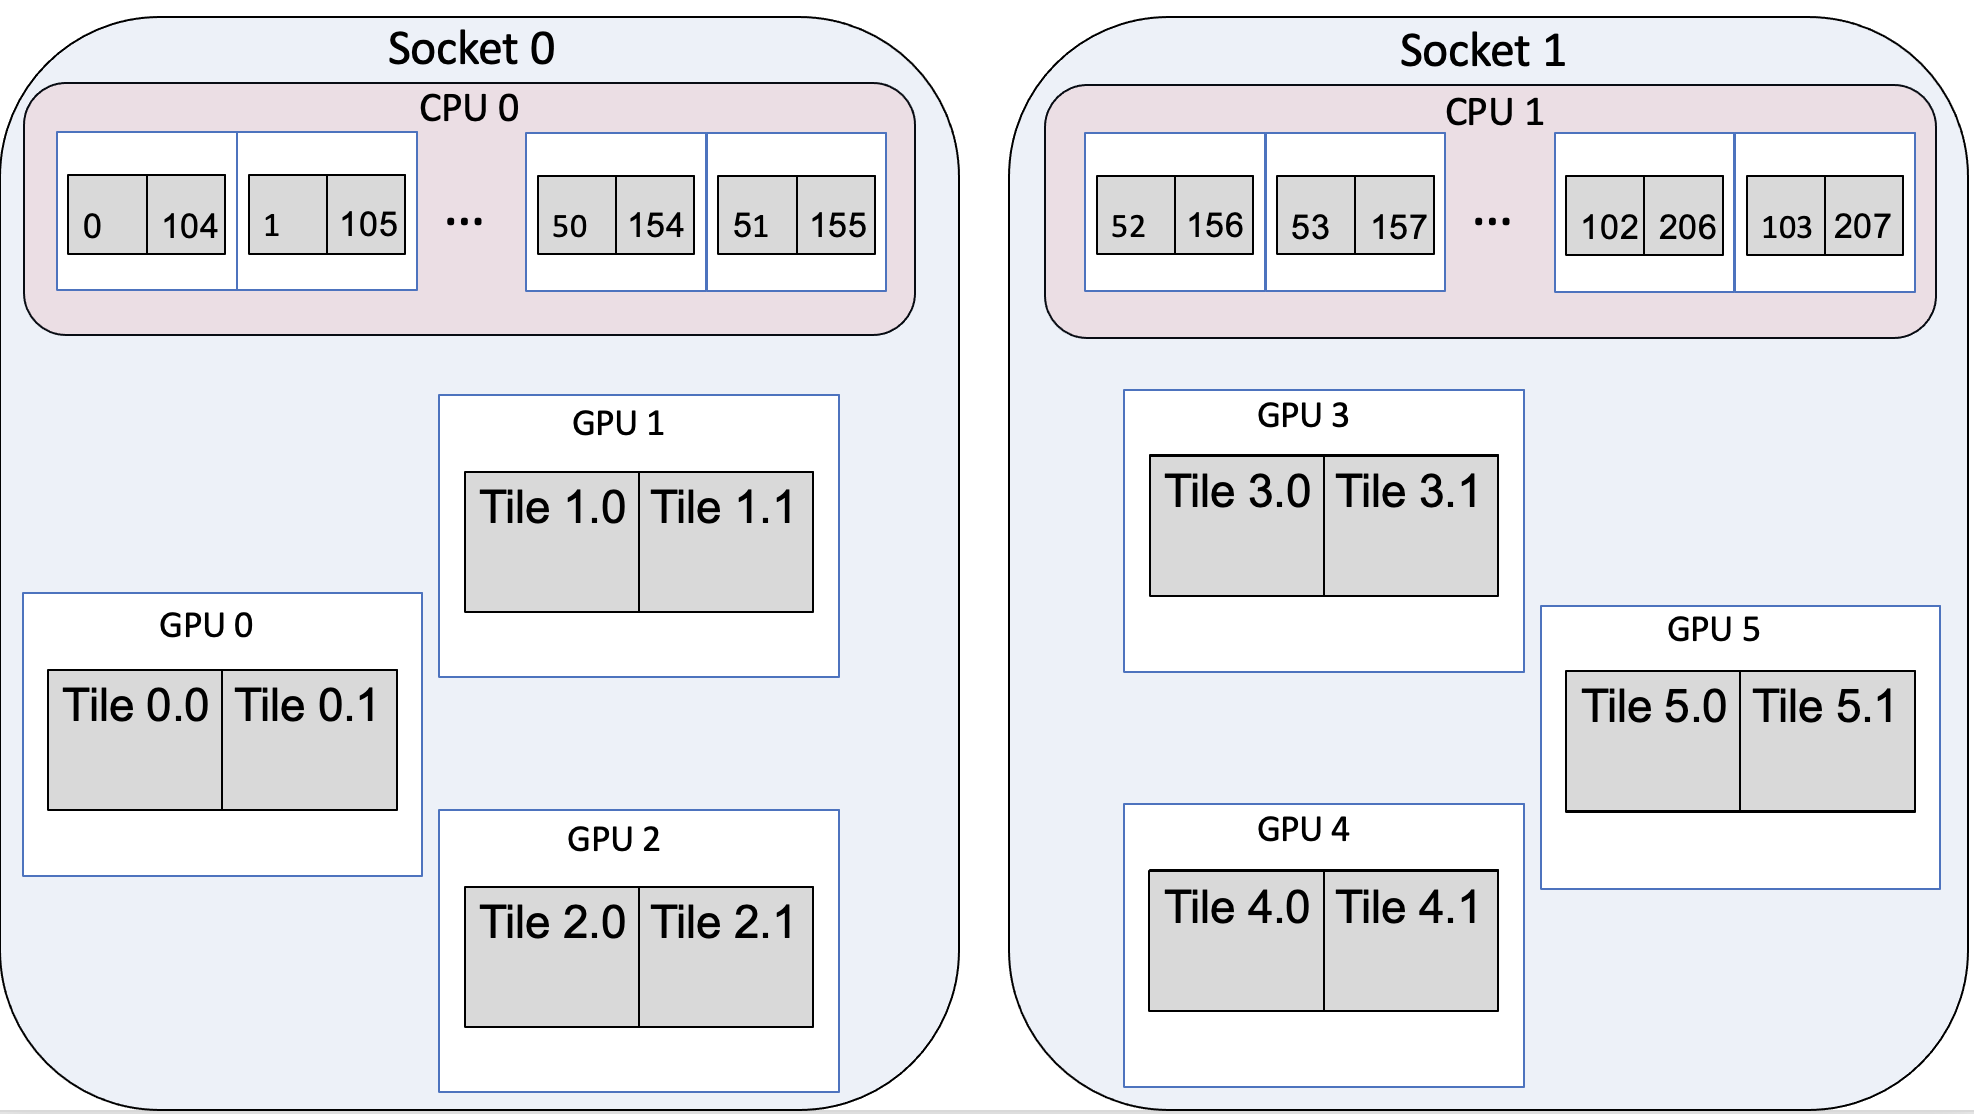 Socket 0
CPU 0
0 104 1 105 ... 50 154 51 155
GPU 1
Tile 1.0 Tile 1.1
GPU 0
Tile 0.0 Tile 0.1
GPU 2
Tile 2.0 Tile 2.1
Socket 1
CPU 1
52 156 53 157 ... 102 206 103 207
GPU 3
Tile 3.0 Tile 3.1
GPU 5
Tile 5.0 Tile 5.1
GPU 4
Tile 4.0 Tile 4.1